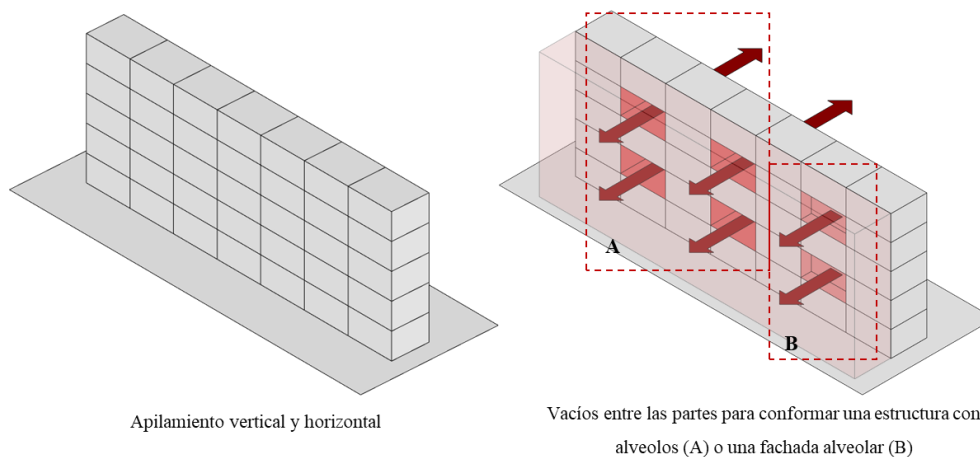 A
B
Apilamiento vertical y horizontal
Vacíos entre las partes para conformar una estructura con
alveolos (A) o una fachada alveolar (B)